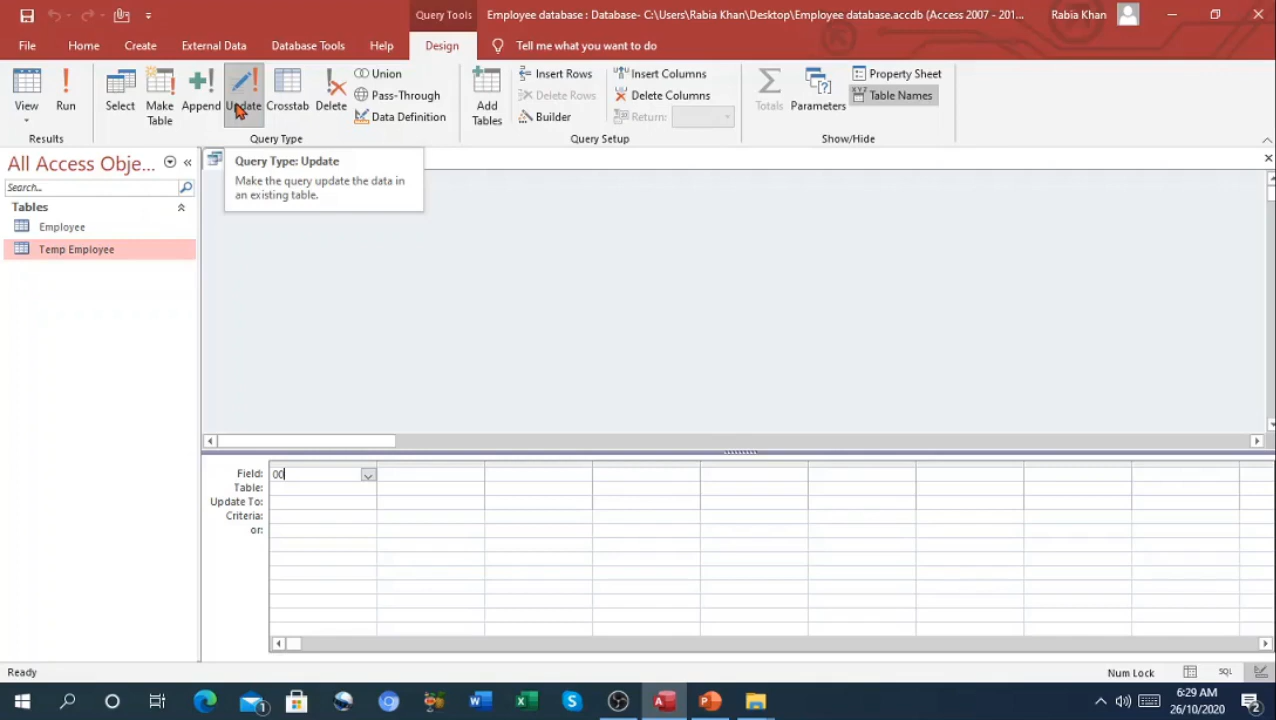 Query Tools
Employee database : Database- C:\Users\Rabia Khan\Desktop\Employee database.accdb (Access 2007 - 201...
Rabia Khan
File
Home
Create
External Data
Database Tools
Help
Design
Tell me what you want to do
View
Run
Select
Make Table
Append
Update
Crosstab
Delete
Union
Pass-Through
Data Definition
Add Tables
Insert Rows
Delete Rows
Builder
Insert Columns
Delete Columns
Return:
Totals
Parameters
Property Sheet
XYZ
Table Names
Results
Query Type
Query Setup
Show/Hide
All Access Obje...
Search...
Tables
Employee
Temp Employee
Query Type: Update
Make the query update the data in
an existing table.
Field: 00
Table:
Update To:
Criteria:
or:
Ready
Num Lock
SQL
6:29 AM
26/10/2020
1
2